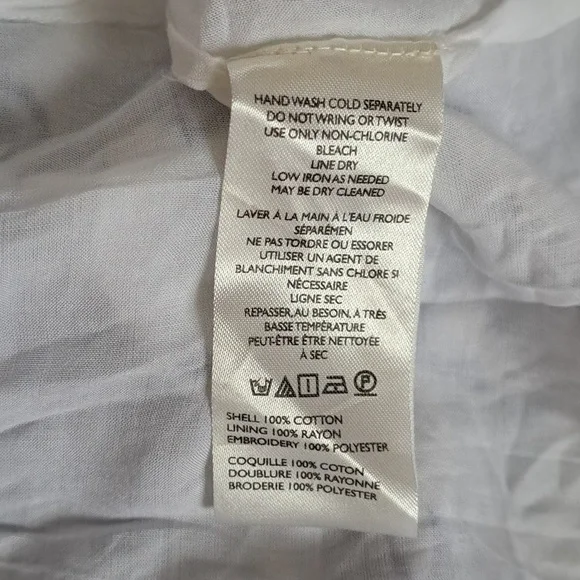 HAND WASH COLD SEPARATELY
DO NOT WRING OR TWIST
USE ONLY NON-CHLORINE
BLEACH
LINE DRY
LOW IRON AS NEEDED
MAY BE DRY CLEANED
LAVER À LA MAIN À L'EAU FROIDE
SÉPARÉMEN
NE PAS TORDRE OU ESSORER
UTILISER UN AGENT DE
BLANCHIMENT SANS CHLORE SI
NÉCESSAIRE
LIGNE SEC
REPASSER, AU BESOIN, À TRÈS
BASSE TEMPÉRATURE
PEUT-ÊTRE ÊTRE NETTOYÉE
À SEC
P
SHELL 100% COTTON
LINING 100% RAYON
EMBROIDERY 100% POLYESTER
COQUILLE 100% COTON
DOUBLURE 100% RAYONNE
BRODERIE 100% POLYESTER